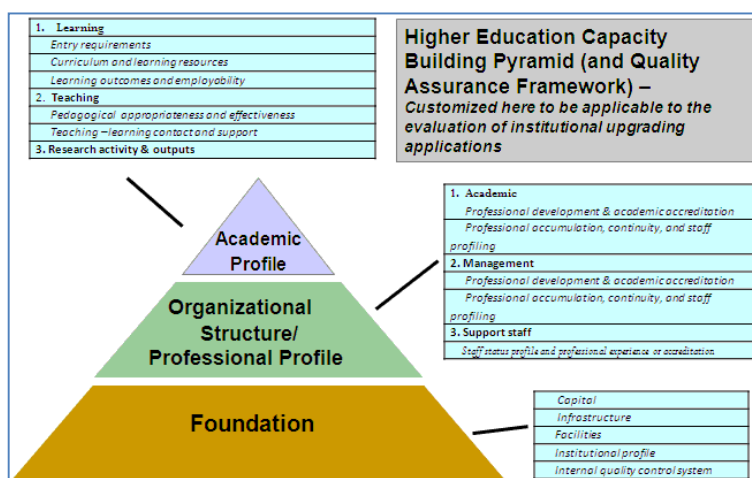 1. Learning
Entry requirements
Curriculum and learning resources
Learning outcomes and employability
2. Teaching
Pedagogical appropriateness and effectiveness
Teaching –learning contact and support
3. Research activity & outputs
Higher Education Capacity
Building Pyramid (and Quality
Assurance Framework) –
Customized here to be applicable to the
evaluation of institutional upgrading
applications
1. Academic
Professional development & academic accreditation
Professional accumulation, continuity, and staff
profiling
2. Management
Professional development & academic accreditation
Professional accumulation, continuity, and staff
profiling
3. Support staff
Staff status profile and professional experience or accreditation
Academic
Profile
Organizational
Structure/
Professional Profile
Foundation
Capital
Infrastructure
Facilities
Institutional profile
Internal quality control system